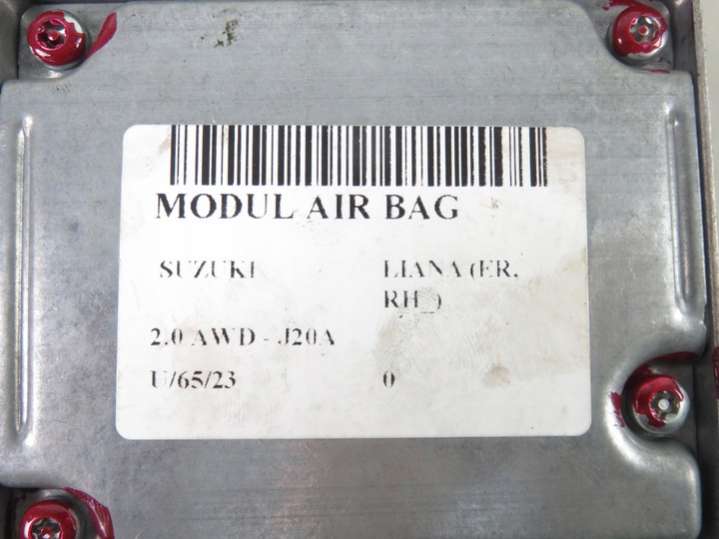 MODUL AIR BAG
SUZUKI LIANA (ER,
RH_)
2.0 AWD - J20A
U/65/23 0